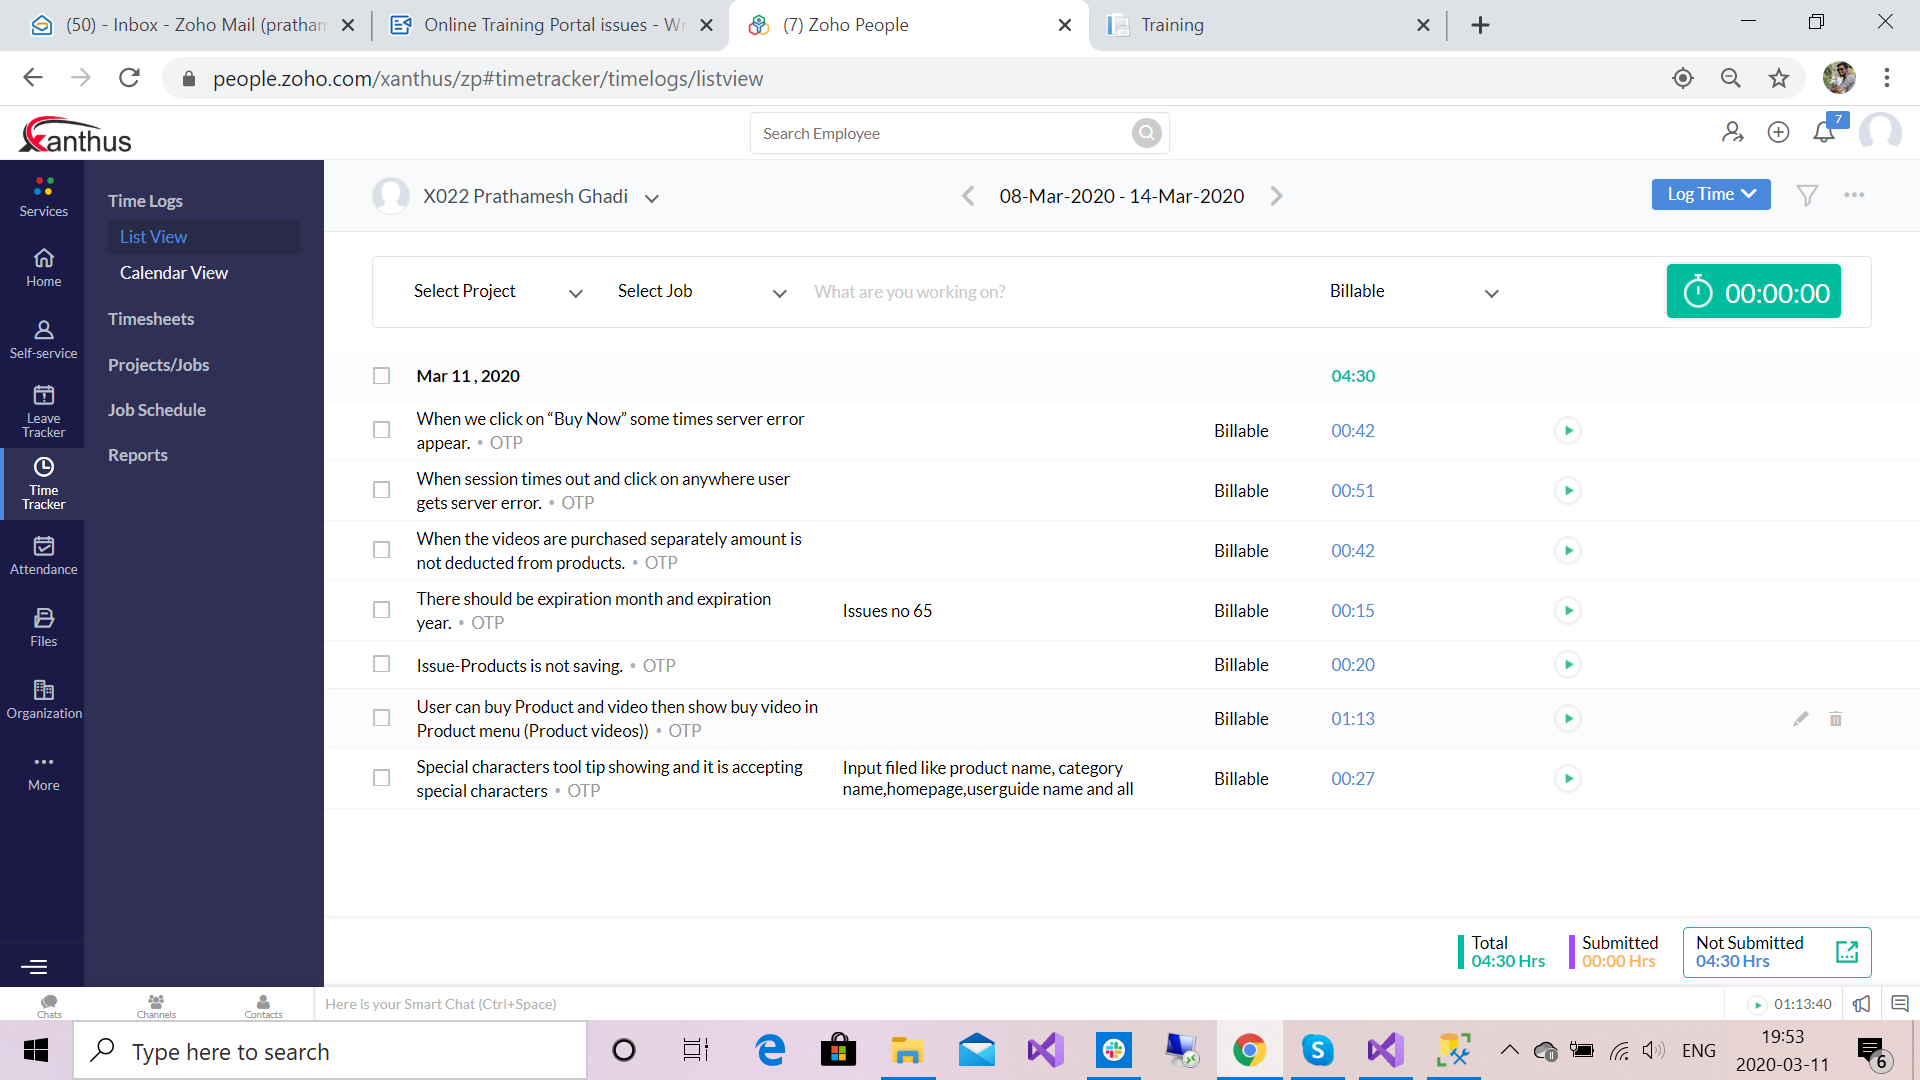 (50) - Inbox - Zoho Mail (pratham
Online Training Portal issues - Wr
(7) Zoho People
Training
people.zoho.com/xanthus/zp#timetracker/timelogs/listview
Xanthus
Search Employee
7
Services
Home
Self-service
Leave
Tracker
Time
Tracker
Attendance
Files
Organization
More
Time Logs
List View
Calendar View
Timesheets
Projects/Jobs
Job Schedule
Reports
X022 Prathamesh Ghadi
08-Mar-2020 - 14-Mar-2020
Log Time
Select Project
Select Job
What are you working on?
Billable
00:00:00
Mar 11 , 2020 04:30
When we click on “Buy Now” some times server error
appear. • OTP
Billable 00:42
When session times out and click on anywhere user
gets server error. • OTP
Billable 00:51
When the videos are purchased separately amount is
not deducted from products. • OTP
Billable 00:42
There should be expiration month and expiration
year. • OTP
Issues no 65
Billable 00:15
Issue-Products is not saving. • OTP
Billable 00:20
User can buy Product and video then show buy video in
Product menu (Product videos)) • OTP
Billable 01:13
Special characters tool tip showing and it is accepting
special characters • OTP
Input filed like product name, category
name,homepage,userguide name and all
Billable 00:27
Total
04:30 Hrs
Submitted
00:00 Hrs
Not Submitted
04:30 Hrs
Chats
Channels
Contacts
Here is your Smart Chat (Ctrl+Space)
01:13:40
Type here to search
ENG
19:53
2020-03-11
6